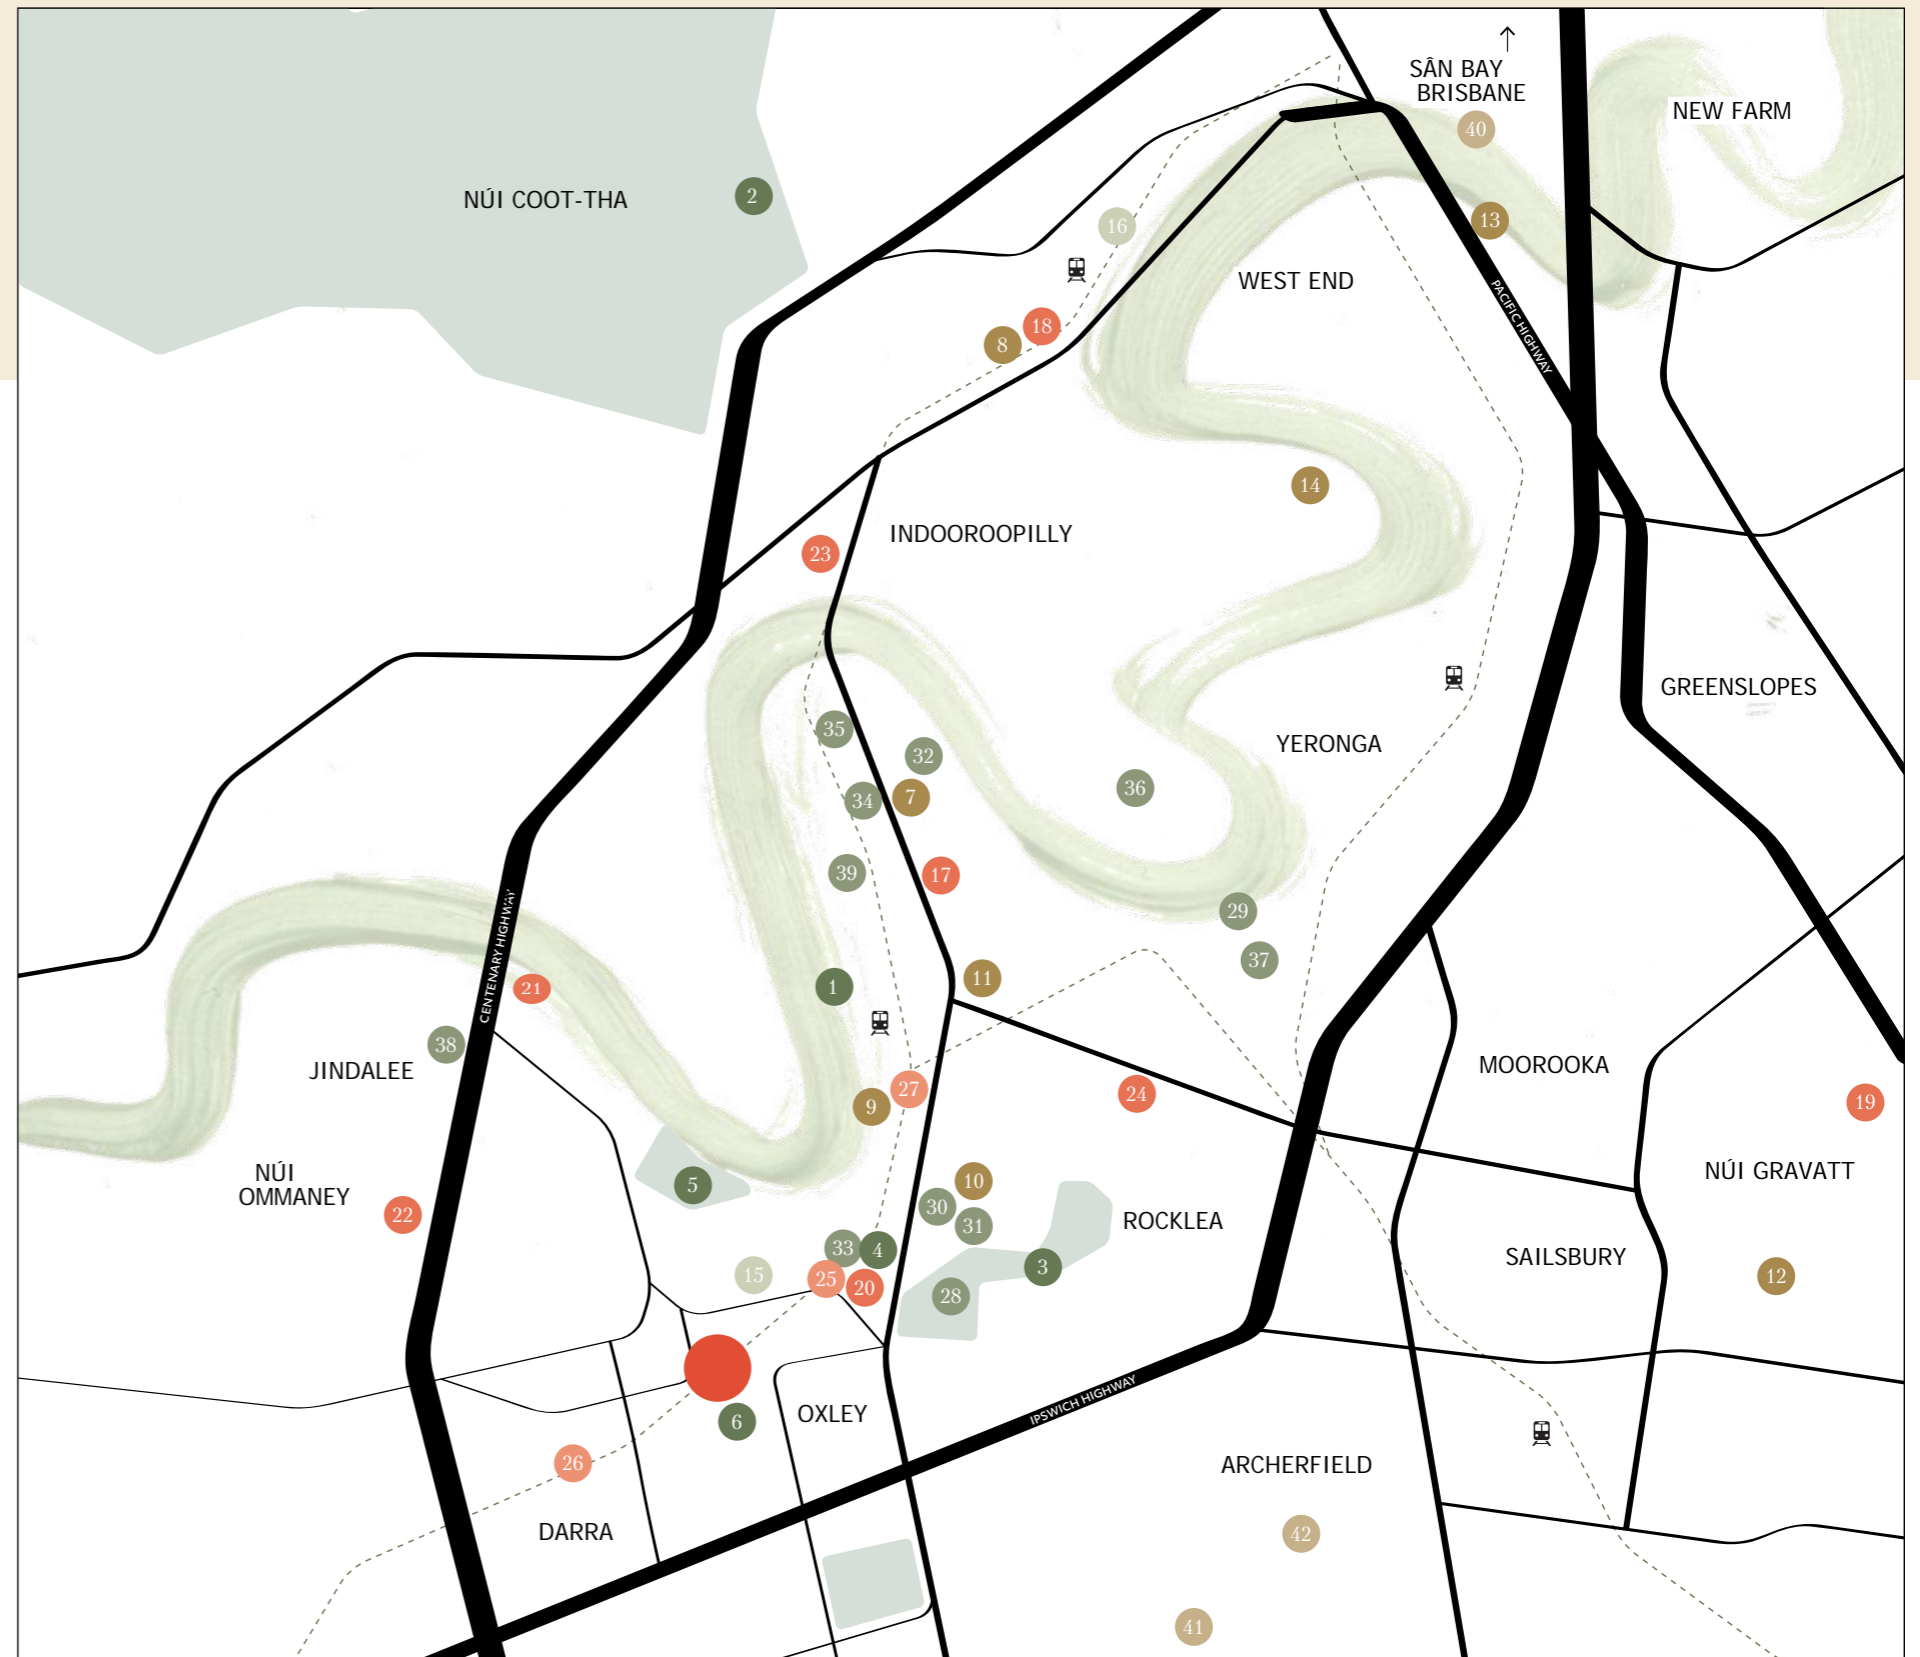 SÂN BAY
BRISBANE
40
NEW FARM
NÚI COOT-THA
2
16
13
WEST END
PACIFIC HIGHWAY
18
8
14
INDOOROOPILLY
23
GREENSLOPES
35
32
YERONGA
34
7
36
39
17
29
37
CENTENARY HIGHWAY
21
1
11
38
JINDALEE
MOOROOKA
27
9
24
19
NÚI
OMMANEY
5
10
NÚI GRAVATT
22
30
31
ROCKLEA
33
4
SAILSBURY
15
25
20
3
12
28
IPSWICH HIGHWAY
6
OXLEY
26
ARCHERFIELD
DARRA
42
41